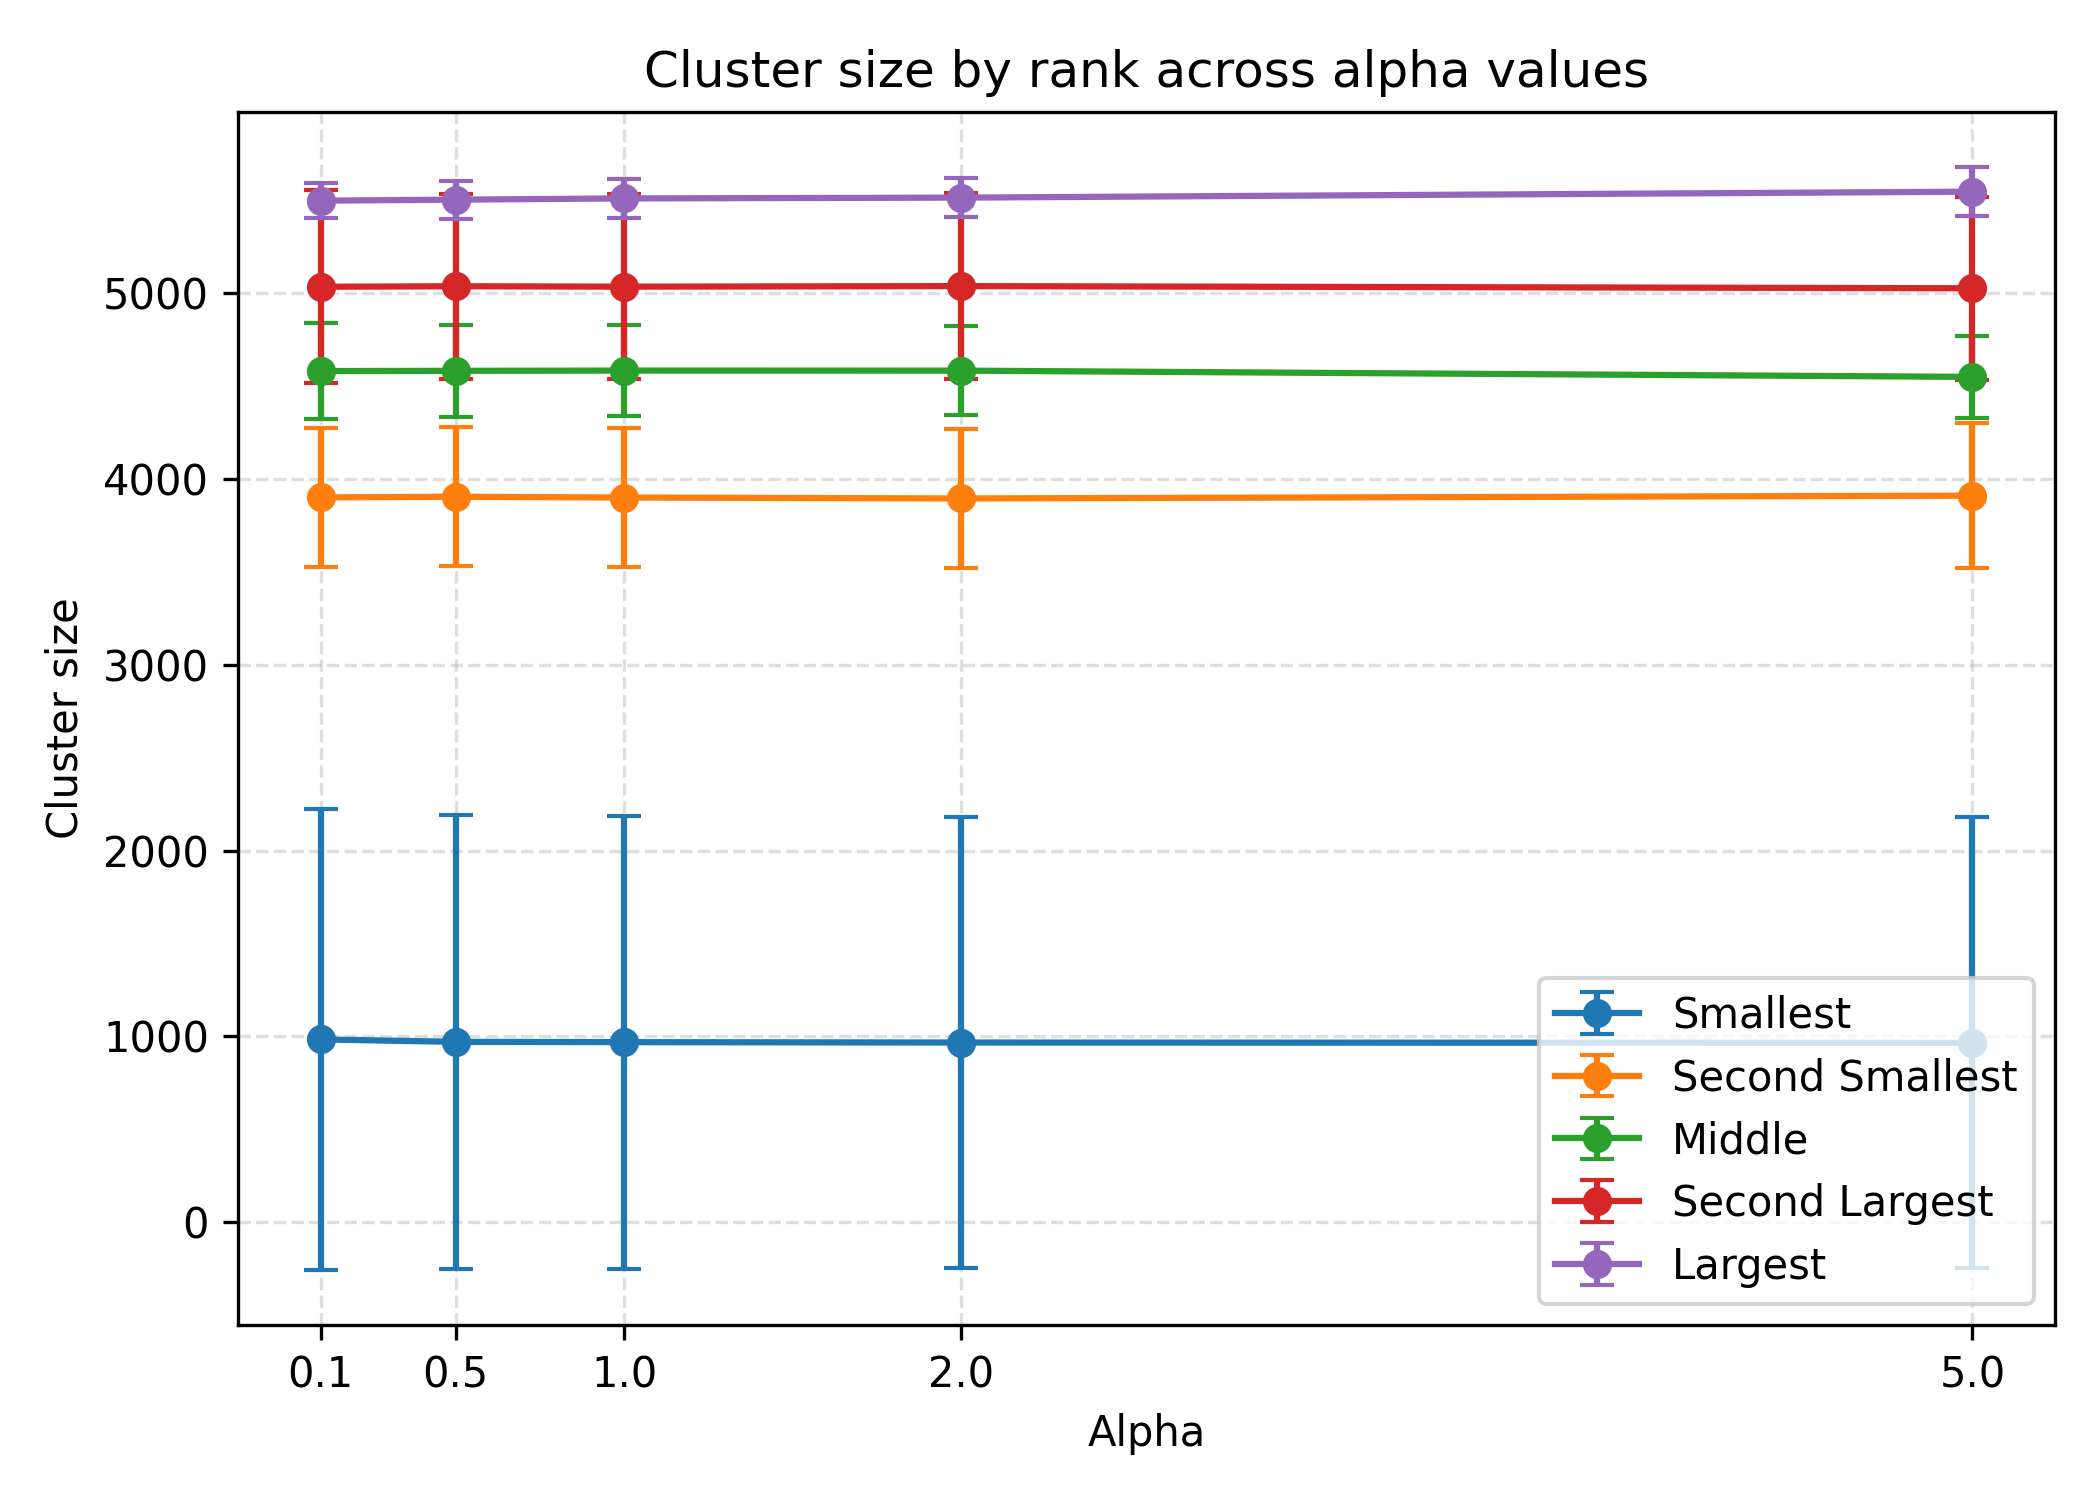 Cluster size by rank across alpha values
Cluster size
5000
4000
3000
2000
1000
0
Smallest
Second Smallest
Middle
Second Largest
Largest
0.1 0.5 1.0 2.0 5.0
Alpha